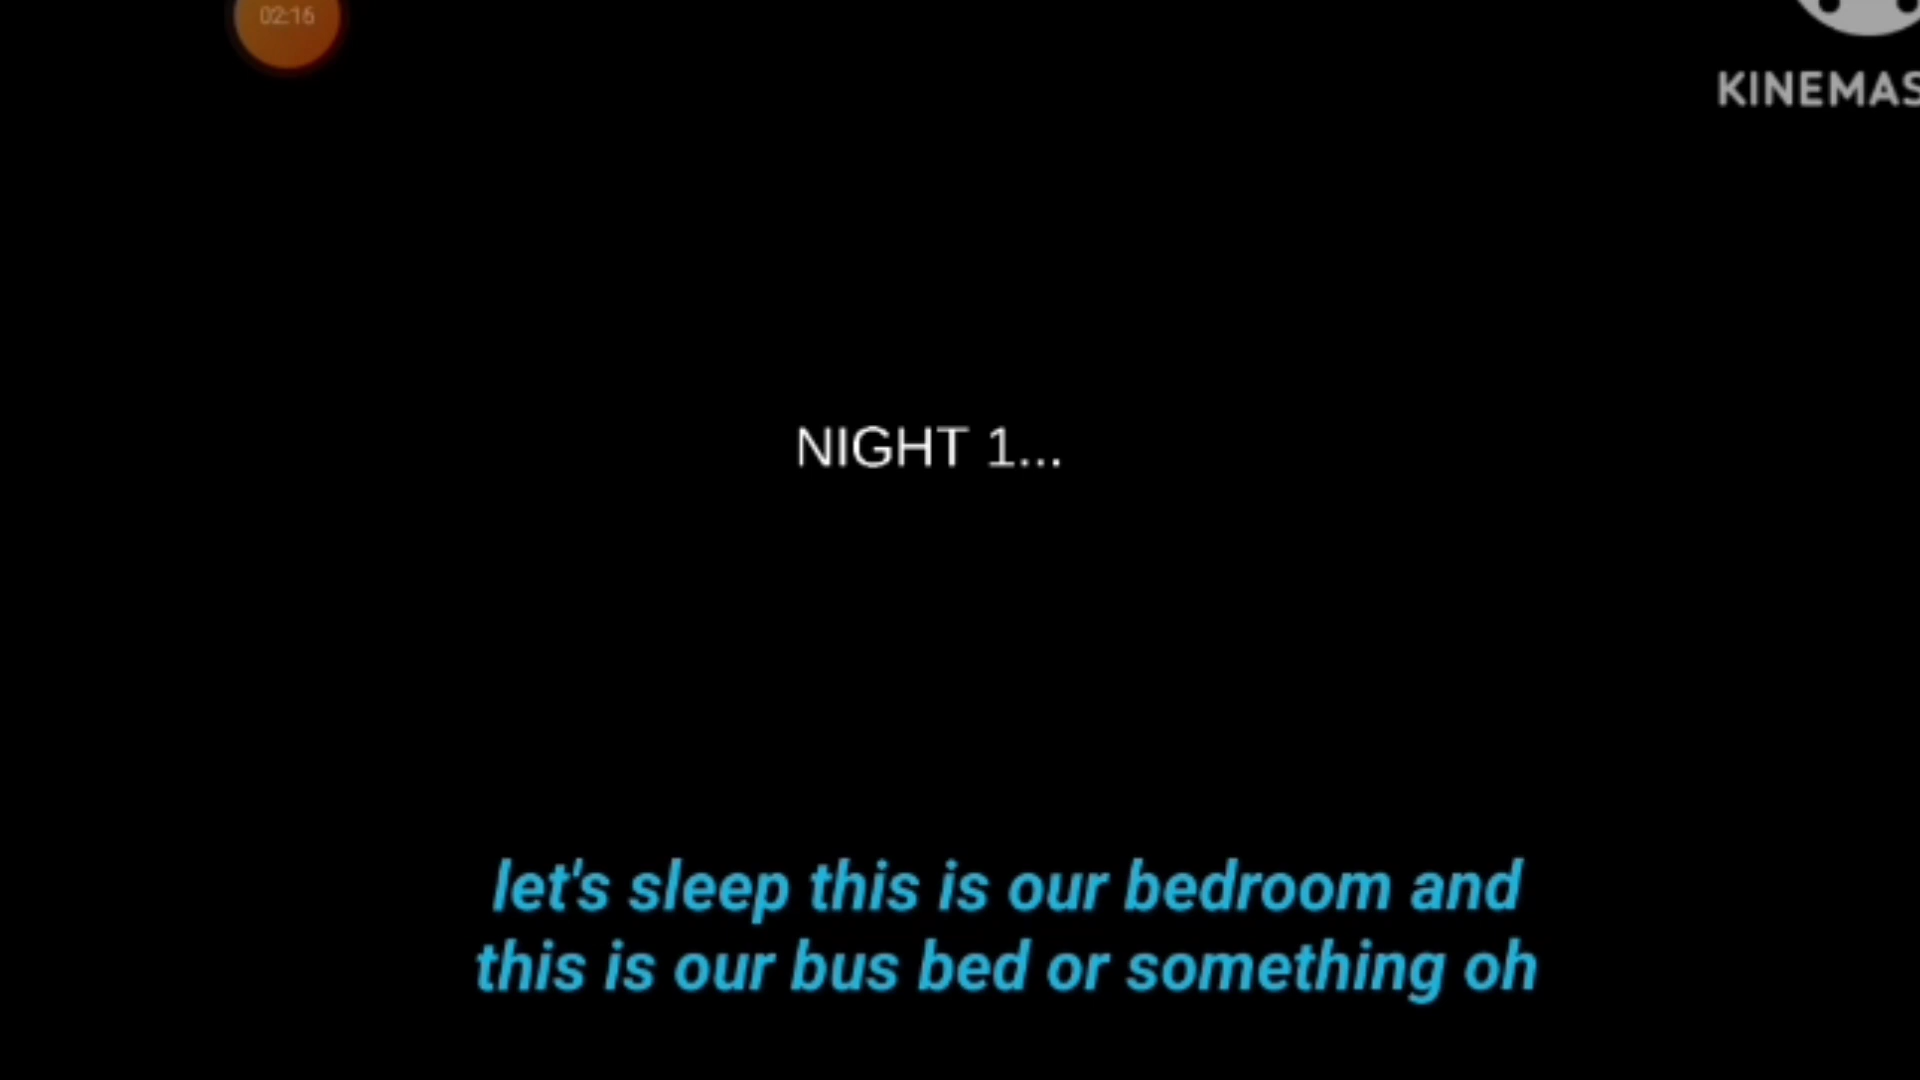 02:16
KINEMAS
NIGHT 1...
let's sleep this is our bedroom and
this is our bus bed or something oh